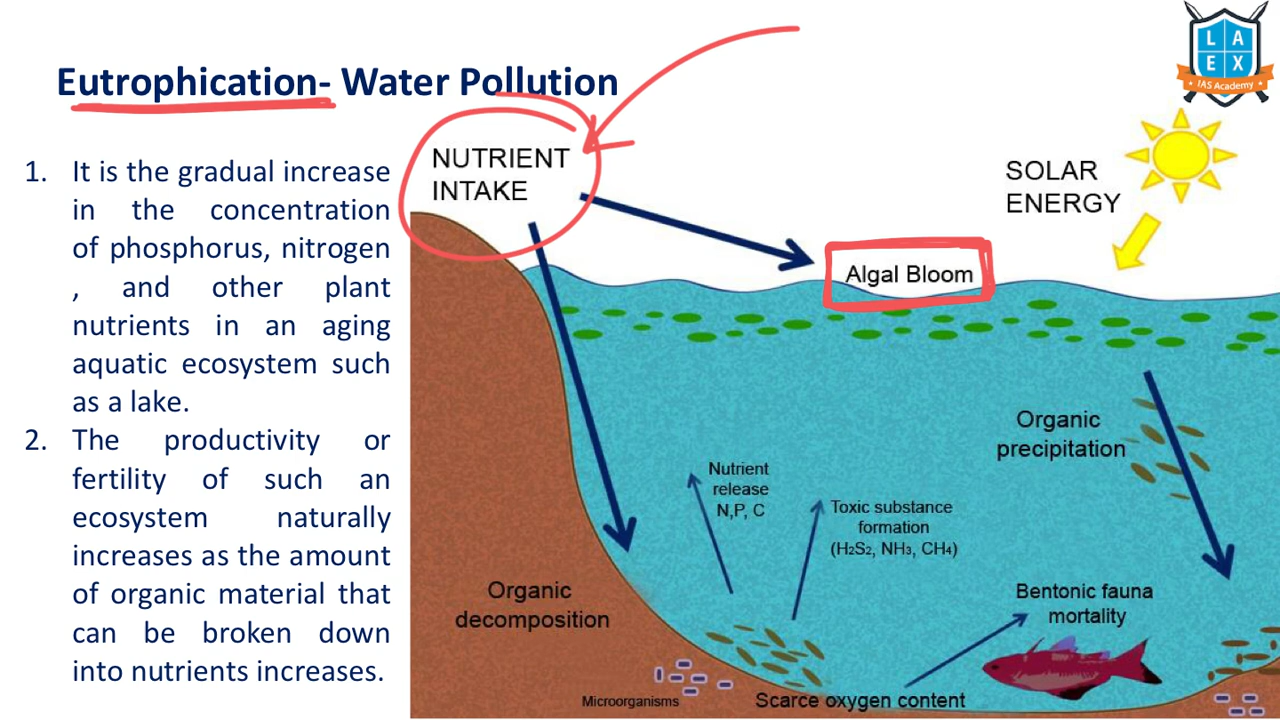 L A
E X
IAS Academy
Eutrophication- Water Pollution
1. It is the gradual increase
in the concentration
of phosphorus, nitrogen
, and other plant
nutrients in an aging
aquatic ecosystem such
as a lake.
2. The productivity or
fertility of such an
ecosystem naturally
increases as the amount
of organic material that
can be broken down
into nutrients increases.
NUTRIENT
INTAKE
SOLAR
ENERGY
Algal Bloom
Organic
precipitation
Nutrient
release
N,P, C
Toxic substance
formation
(H2S2, NH3, CH4)
Organic
decomposition
Bentonic fauna
mortality
Microorganisms
Scarce oxygen content